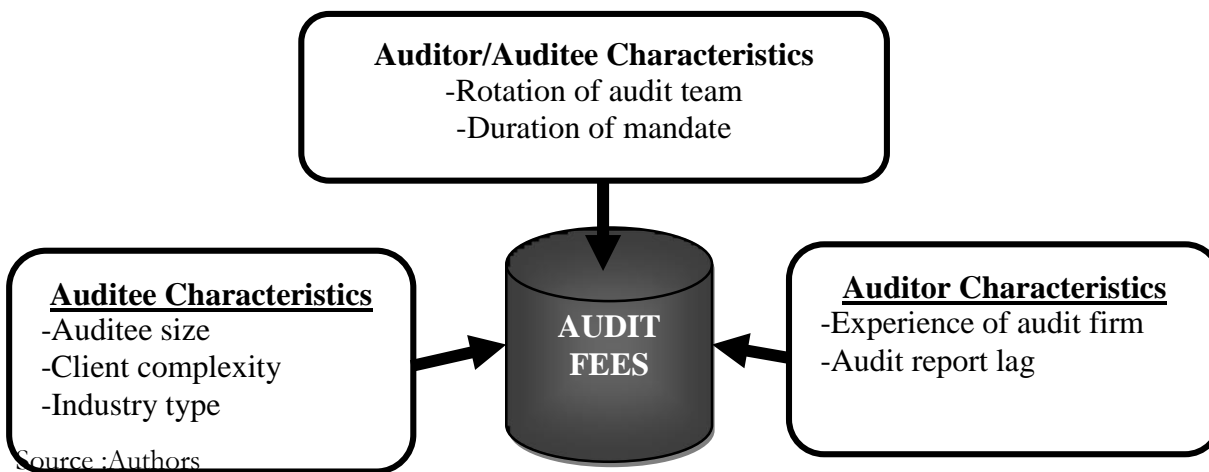 Auditor/Auditee Characteristics
-Rotation of audit team
-Duration of mandate
Auditee Characteristics
-Auditee size
-Client complexity
-Industry type
AUDIT
FEES
Auditor Characteristics
-Experience of audit firm
-Audit report lag
Source :Authors